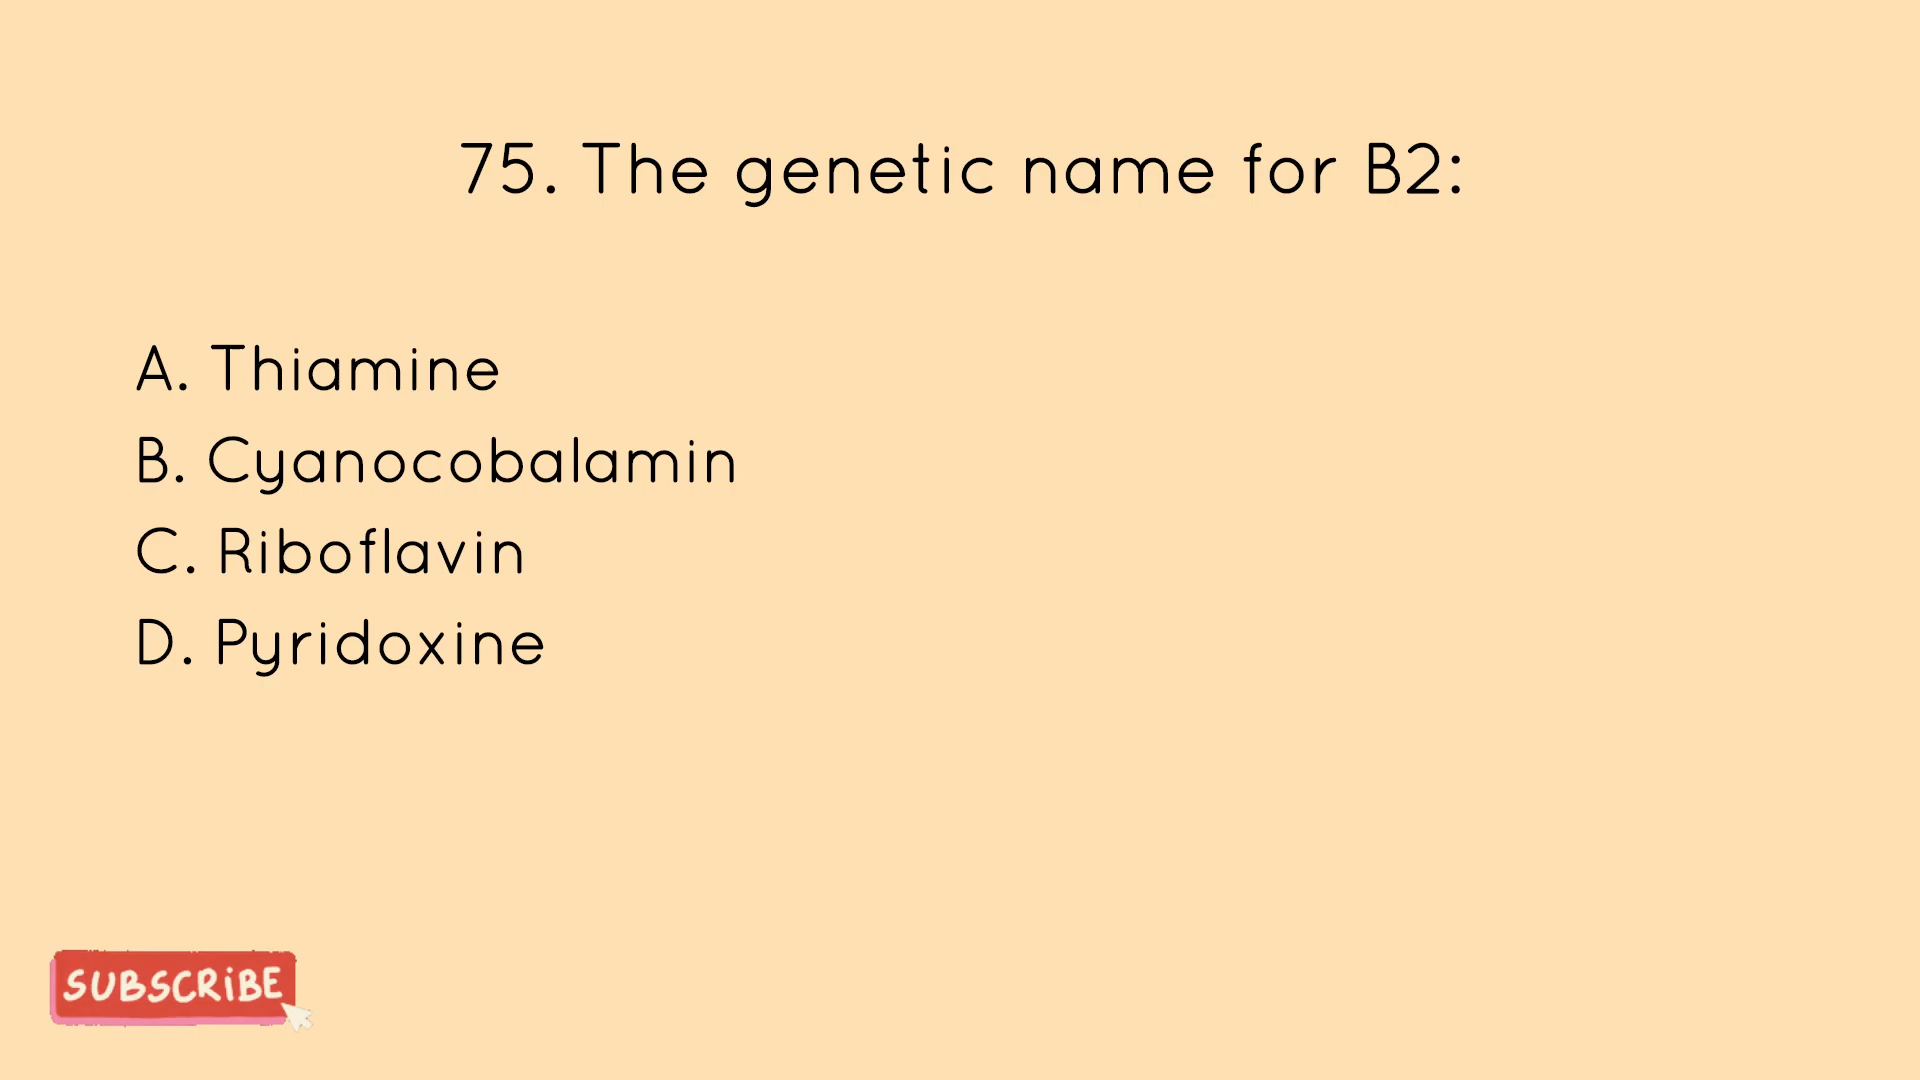 75. The genetic name for B2:
A. Thiamine
B. Cyanocobalamin
C. Riboflavin
D. Pyridoxine
SUBSCRiBE